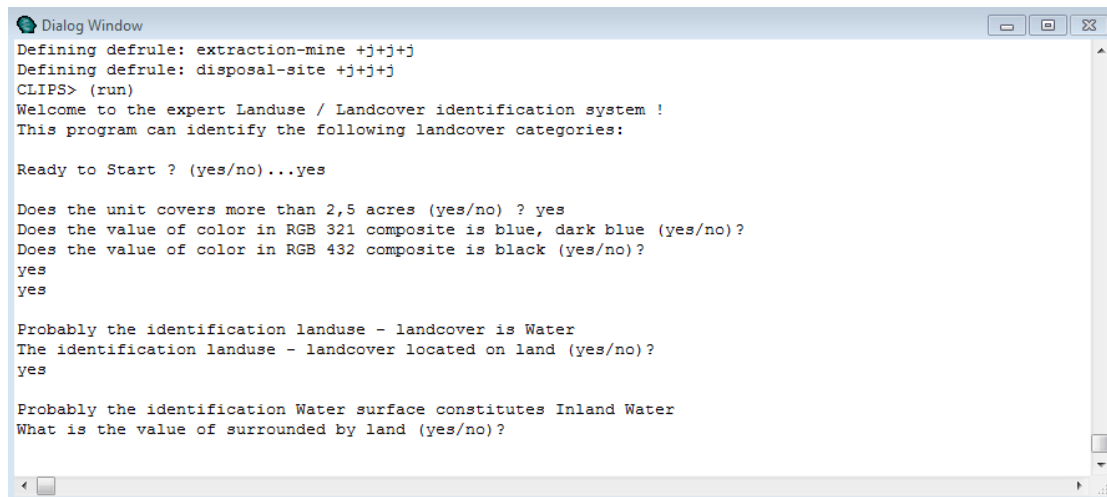 Dialog Window
Defining defrule: extraction-mine +j+j+j
Defining defrule: disposal-site +j+j+j
CLIPS> (run)
Welcome to the expert Landuse / Landcover identification system !
This program can identify the following landcover categories:
Ready to Start ? (yes/no)...yes
Does the unit covers more than 2,5 acres (yes/no) ? yes
Does the value of color in RGB 321 composite is blue, dark blue (yes/no)?
Does the value of color in RGB 432 composite is black (yes/no)?
yes
yes
Probably the identification landuse - landcover is Water
The identification landuse - landcover located on land (yes/no)?
yes
Probably the identification Water surface constitutes Inland Water
What is the value of surrounded by land (yes/no)?